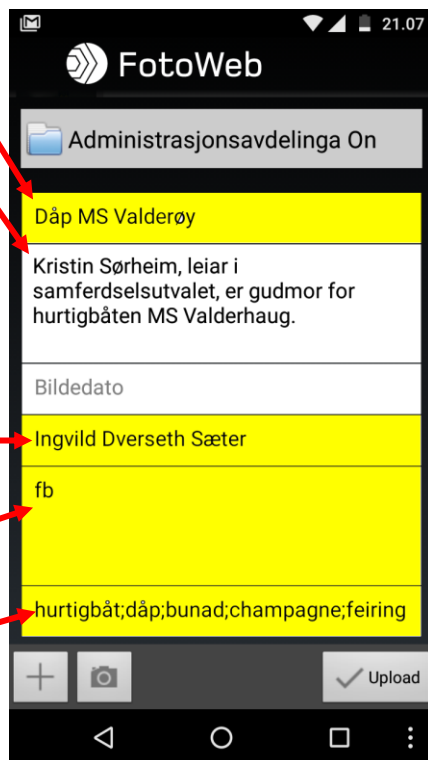 21.07
FotoWeb
Administrasjonsavdelinga On
Dåp MS Valderøy
Kristin Sørheim, leiar i
samferdselsutvalet, er gudmor for
hurtigbåten MS Valderhaug.
Bildedato
Ingvild Dverseth Sæter
fb
hurtigbåt;dåp;bunad;champagne;feiring
Upload